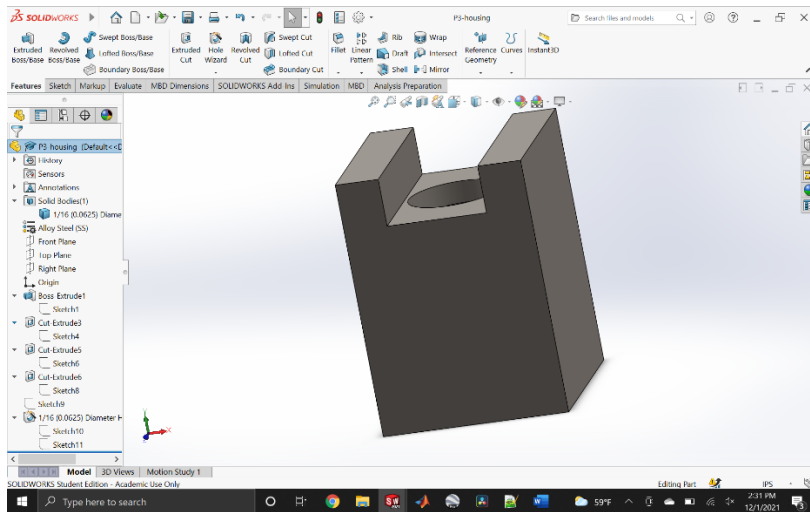 SOLIDWORKS
P3-housing
Search files and models
Extruded Boss/Base
Revolved Boss/Base
Swept Boss/Base
Lofted Boss/Base
Boundary Boss/Base
Extruded Cut
Hole Wizard
Revolved Cut
Swept Cut
Lofted Cut
Boundary Cut
Fillet
Linear Pattern
Rib
Draft
Shell
Wrap
Intersect
Mirror
Reference Geometry
Curves
Instant3D
Features Sketch Markup Evaluate MBD Dimensions SOLIDWORKS Add-Ins Simulation MBD Analysis Preparation
P3 housing (Default<<D
History
Sensors
Annotations
Solid Bodies(1)
1/16 (0.0625) Diame
Alloy Steel (SS)
Front Plane
Top Plane
Right Plane
Origin
Boss Extrude1
Sketch1
Cut-Extrude3
Sketch4
Cut-Extrude5
Sketch6
Cut-Extrude6
Sketch8
Sketch9
1/16 (0.0625) Diameter H
Sketch10
Sketch11
Model 3D Views Motion Study 1
SOLIDWORKS Student Edition - Academic Use Only
Editing Part
IPS
Type here to search
59°F
2:31 PM
12/1/2021